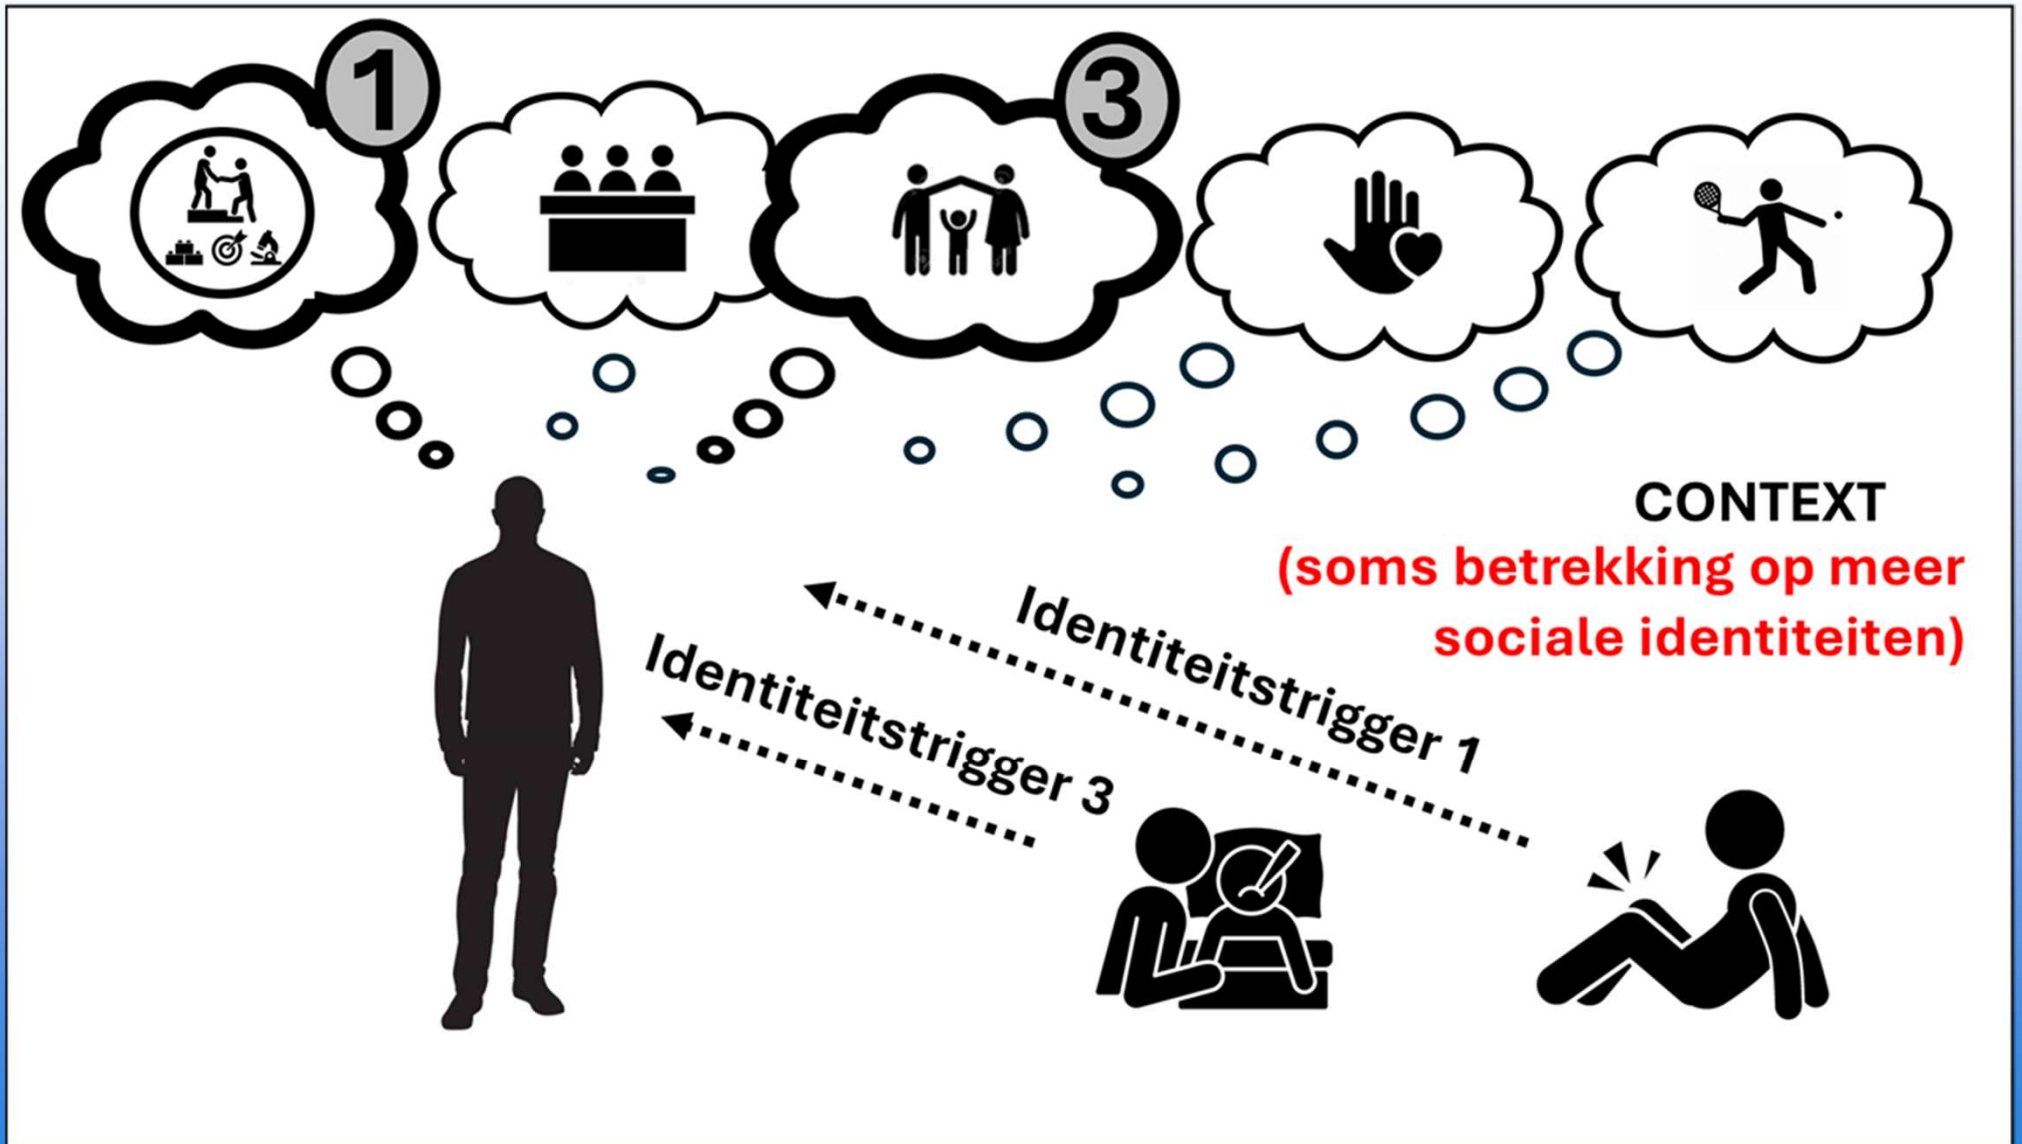 1
3
CONTEXT
(soms betrekking op meer
sociale identiteiten)
Identiteitstrigger 1
Identiteitstrigger 3